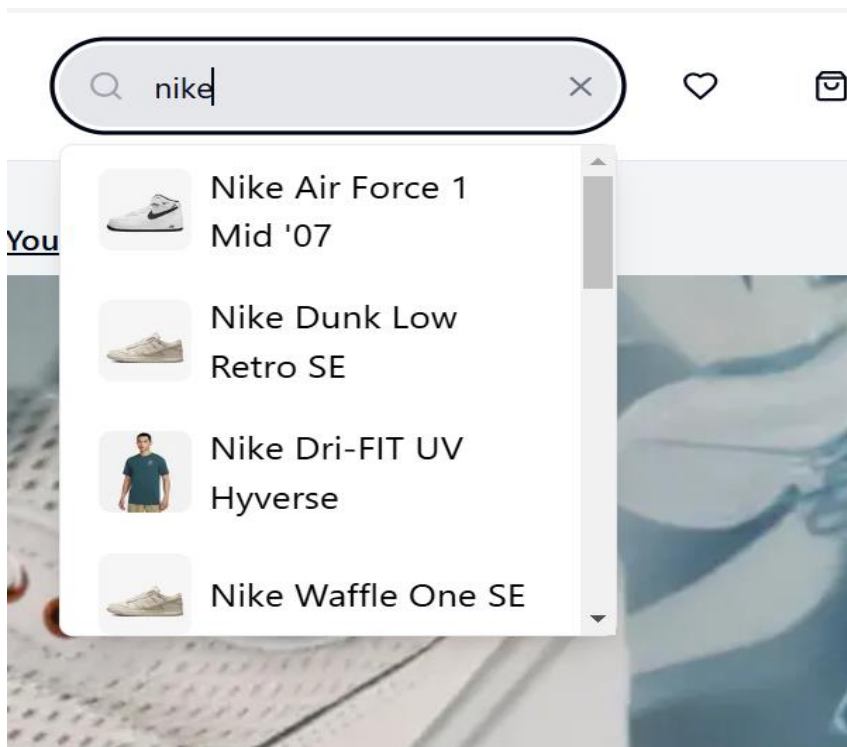 nike
Nike Air Force 1
Mid '07
You
Nike Dunk Low
Retro SE
Nike Dri-FIT UV
Hyverse
Nike Waffle One SE